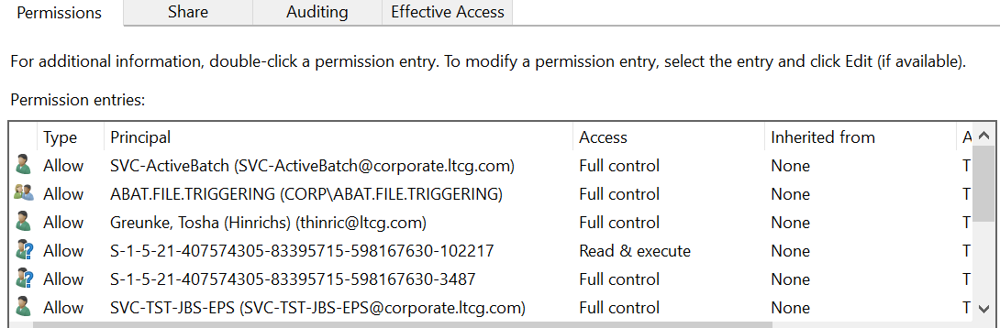 Permissions Share Auditing Effective Access
For additional information, double-click a permission entry. To modify a permission entry, select the entry and click Edit (if available).
Permission entries:
Type Principal Access Inherited from A
Allow SVC-ActiveBatch (SVC-ActiveBatch@corporate.ltcg.com) Full control None T
Allow ABAT.FILE.TRIGGERING (CORP\ABAT.FILE.TRIGGERING) Full control None T
Allow Greunke, Tosha (Hinrichs) (thinric@ltcg.com) Full control None T
Allow S-1-5-21-407574305-83395715-598167630-102217 Read & execute None T
Allow S-1-5-21-407574305-83395715-598167630-3487 Full control None T
Allow SVC-TST-JBS-EPS (SVC-TST-JBS-EPS@corporate.ltcg.com) Full control None T